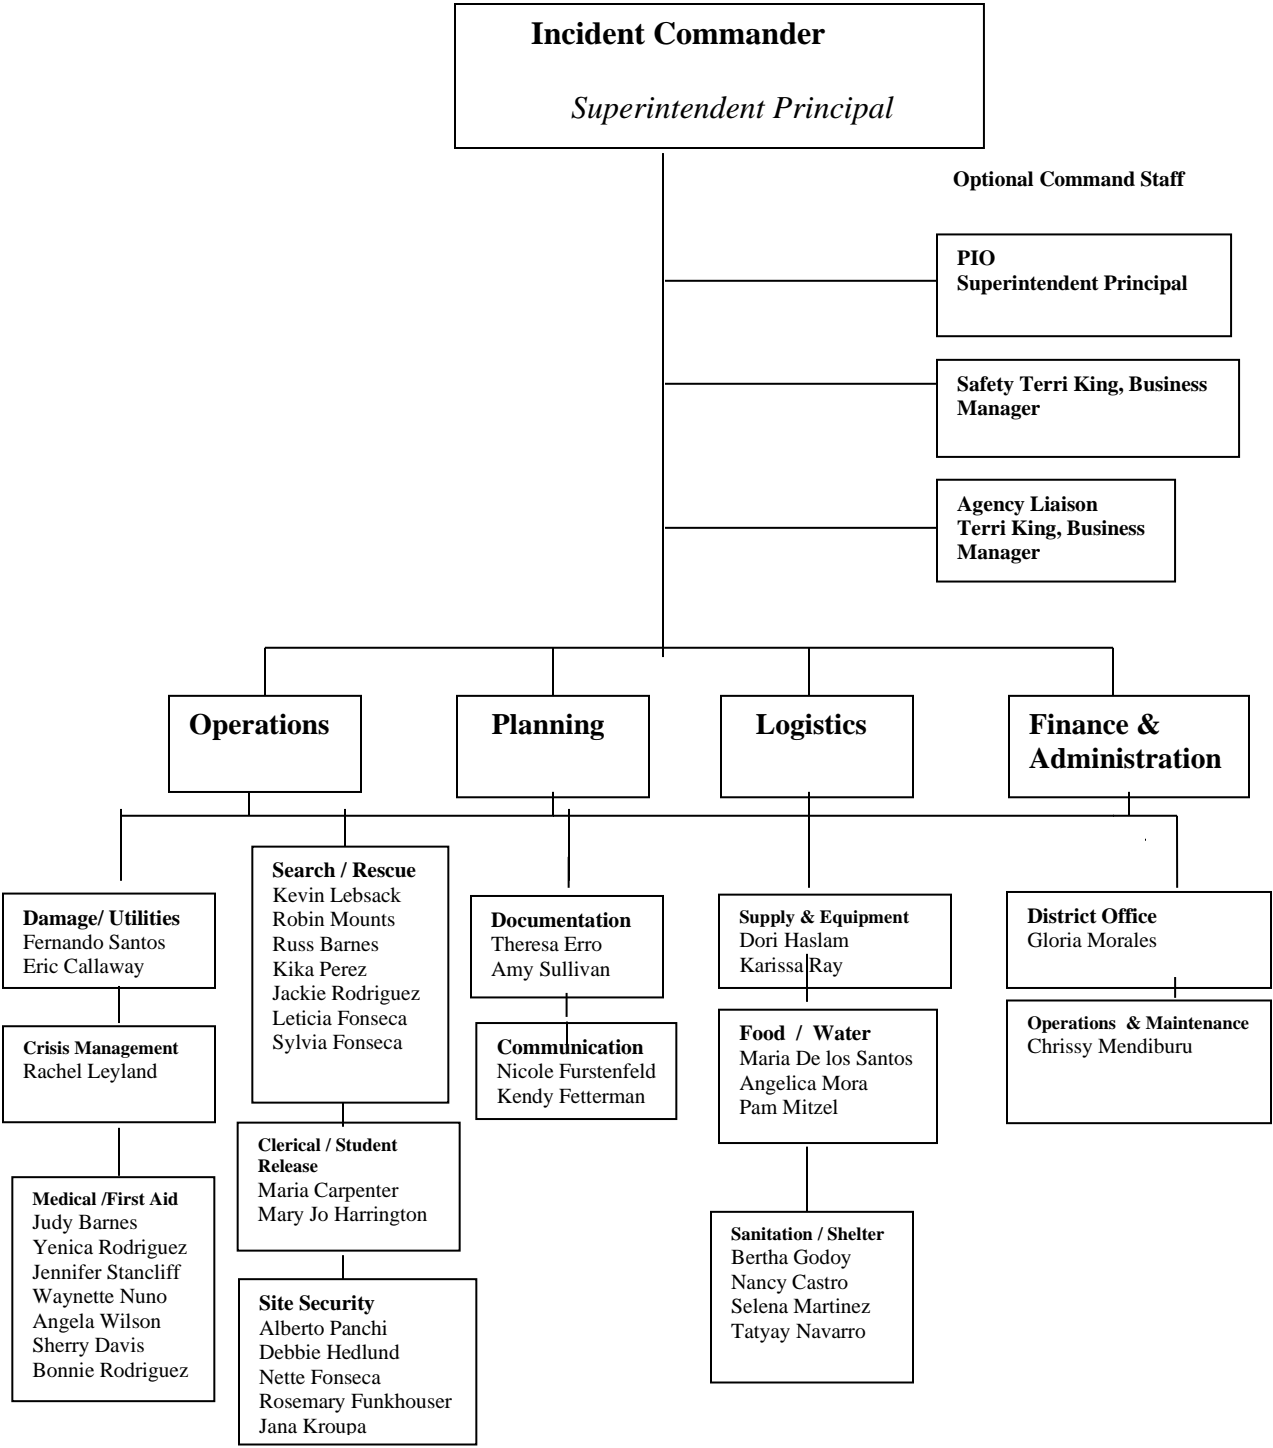 Incident Commander
Superintendent Principal
Optional Command Staff
PIO
Superintendent Principal
Safety Terri King, Business
Manager
Agency Liaison
Terri King, Business
Manager
Operations
Planning
Logistics
Finance &
Administration
Damage/ Utilities
Fernando Santos
Eric Callaway
Crisis Management
Rachel Leyland
Medical /First Aid
Judy Barnes
Yenica Rodriguez
Jennifer Stancliff
Waynette Nuno
Angela Wilson
Sherry Davis
Bonnie Rodriguez
Search / Rescue
Kevin Lebsack
Robin Mounts
Russ Barnes
Kika Perez
Jackie Rodriguez
Leticia Fonseca
Sylvia Fonseca
Clerical / Student
Release
Maria Carpenter
Mary Jo Harrington
Site Security
Alberto Panchi
Debbie Hedlund
Nette Fonseca
Rosemary Funkhouser
Jana Kroupa
Documentation
Theresa Erro
Amy Sullivan
Communication
Nicole Furstenfeld
Kendy Fetterman
Supply & Equipment
Dori Haslam
Karissa Ray
Food / Water
Maria De los Santos
Angelica Mora
Pam Mitzel
Sanitation / Shelter
Bertha Godoy
Nancy Castro
Selena Martinez
Tatyay Navarro
District Office
Gloria Morales
Operations & Maintenance
Chrissy Mendiburu